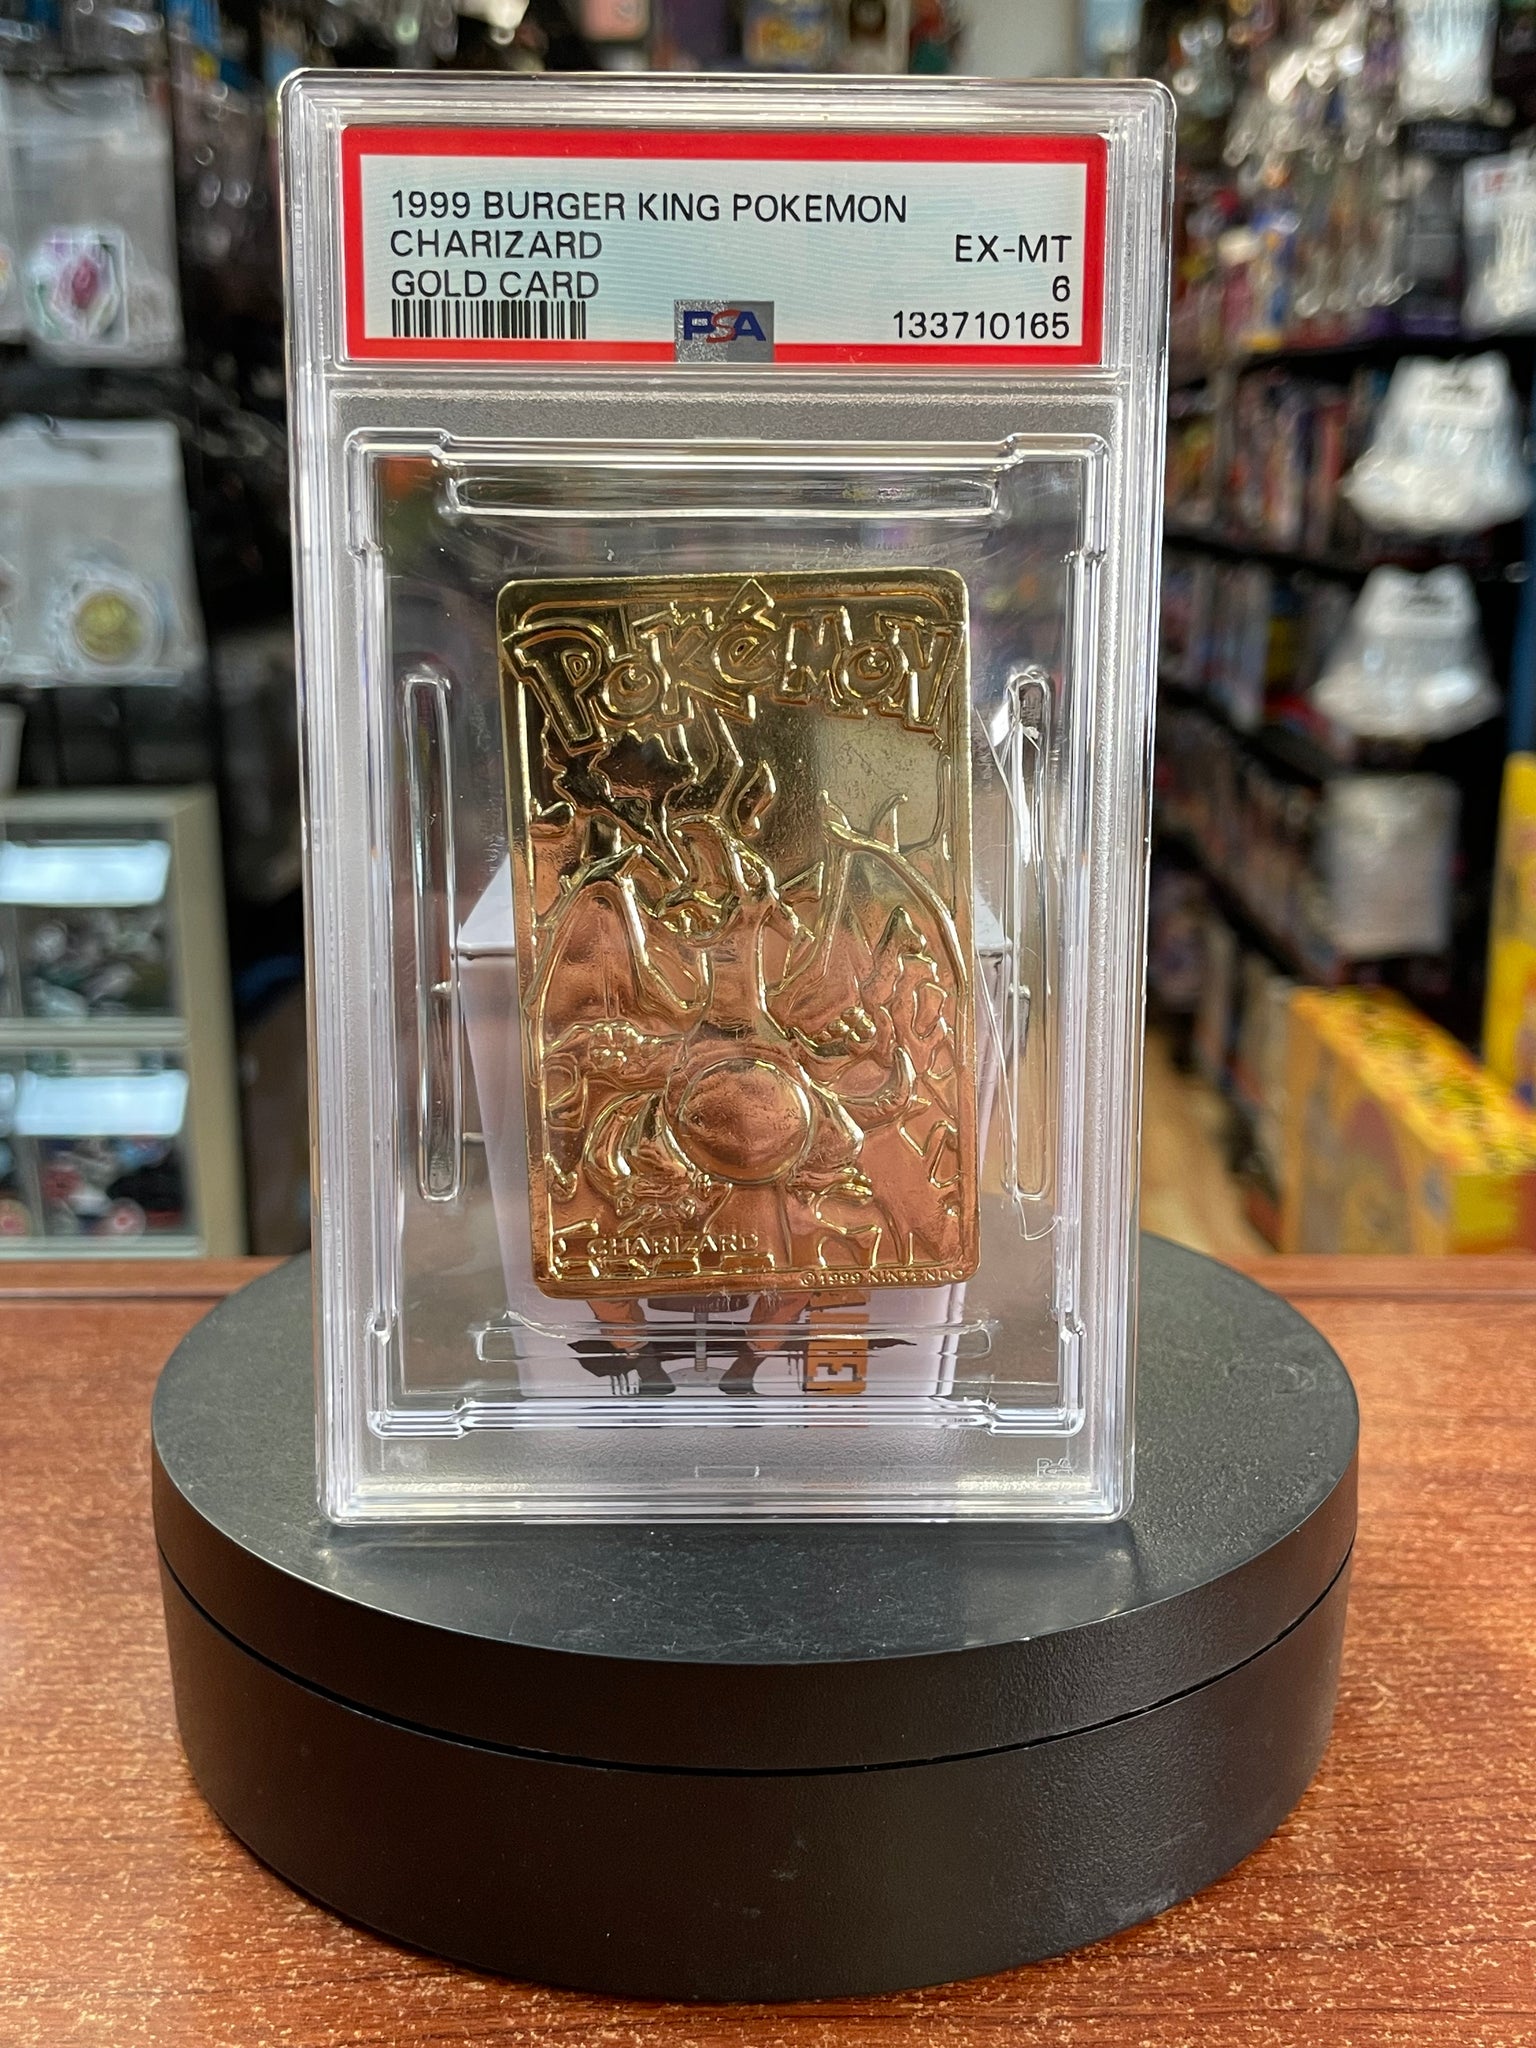 1999 BURGER KING POKEMON
CHARIZARD
EX-MT
GOLD CARD
6
PSA
133710165
POKéMON
CHARIZARD
©1999 NINTENDO